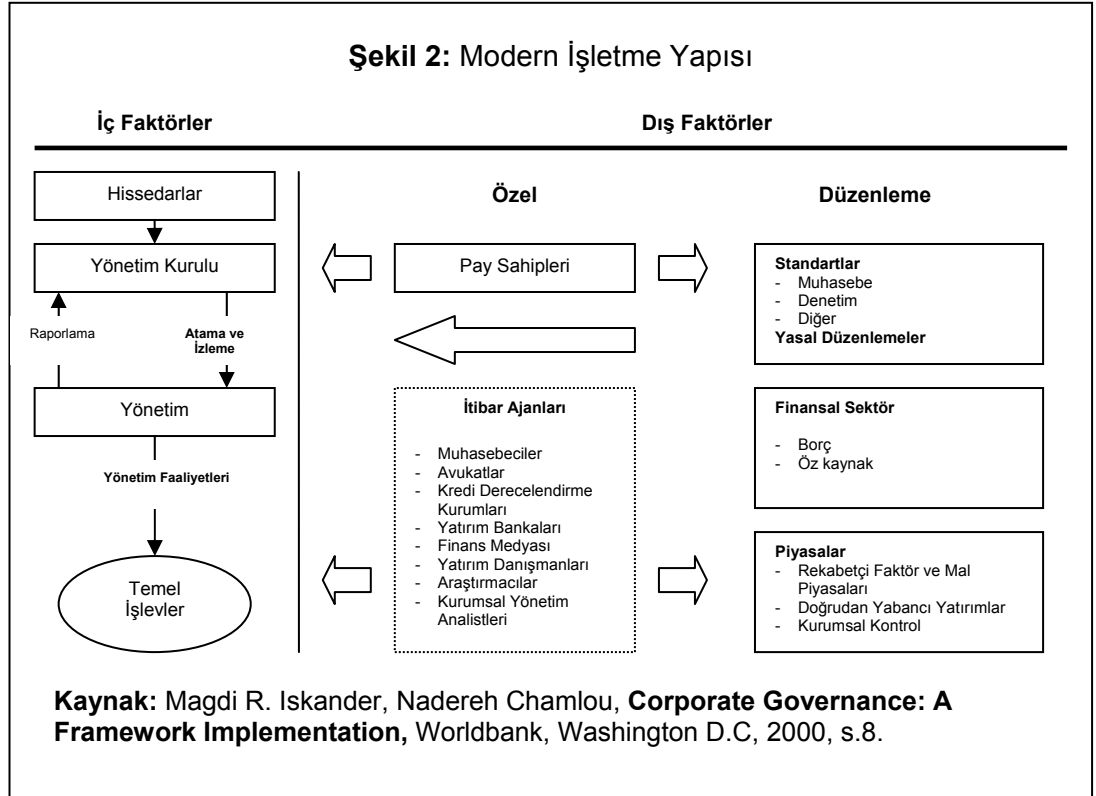 Şekil 2: Modern İşletme Yapısı
İç Faktörler
Dış Faktörler
Hissedarlar
Yönetim Kurulu
Raporlama
Atama ve
İzleme
Yönetim
Yönetim Faaliyetleri
Temel
İşlevler
Özel
Pay Sahipleri
İtibar Ajanları
- Muhasebeciler
- Avukatlar
- Kredi Derecelendirme
Kurumları
- Yatırım Bankaları
- Finans Medyası
- Yatırım Danışmanları
- Araştırmacılar
- Kurumsal Yönetim
Analistleri
Düzenleme
Standartlar
- Muhasebe
- Denetim
- Diğer
Yasal Düzenlemeler
Finansal Sektör
- Borç
- Öz kaynak
Piyasalar
- Rekabetçi Faktör ve Mal
Piyasaları
- Doğrudan Yabancı Yatırımlar
- Kurumsal Kontrol
Kaynak: Magdi R. Iskander, Nadereh Chamlou, Corporate Governance: A
Framework Implementation, Worldbank, Washington D.C, 2000, s.8.